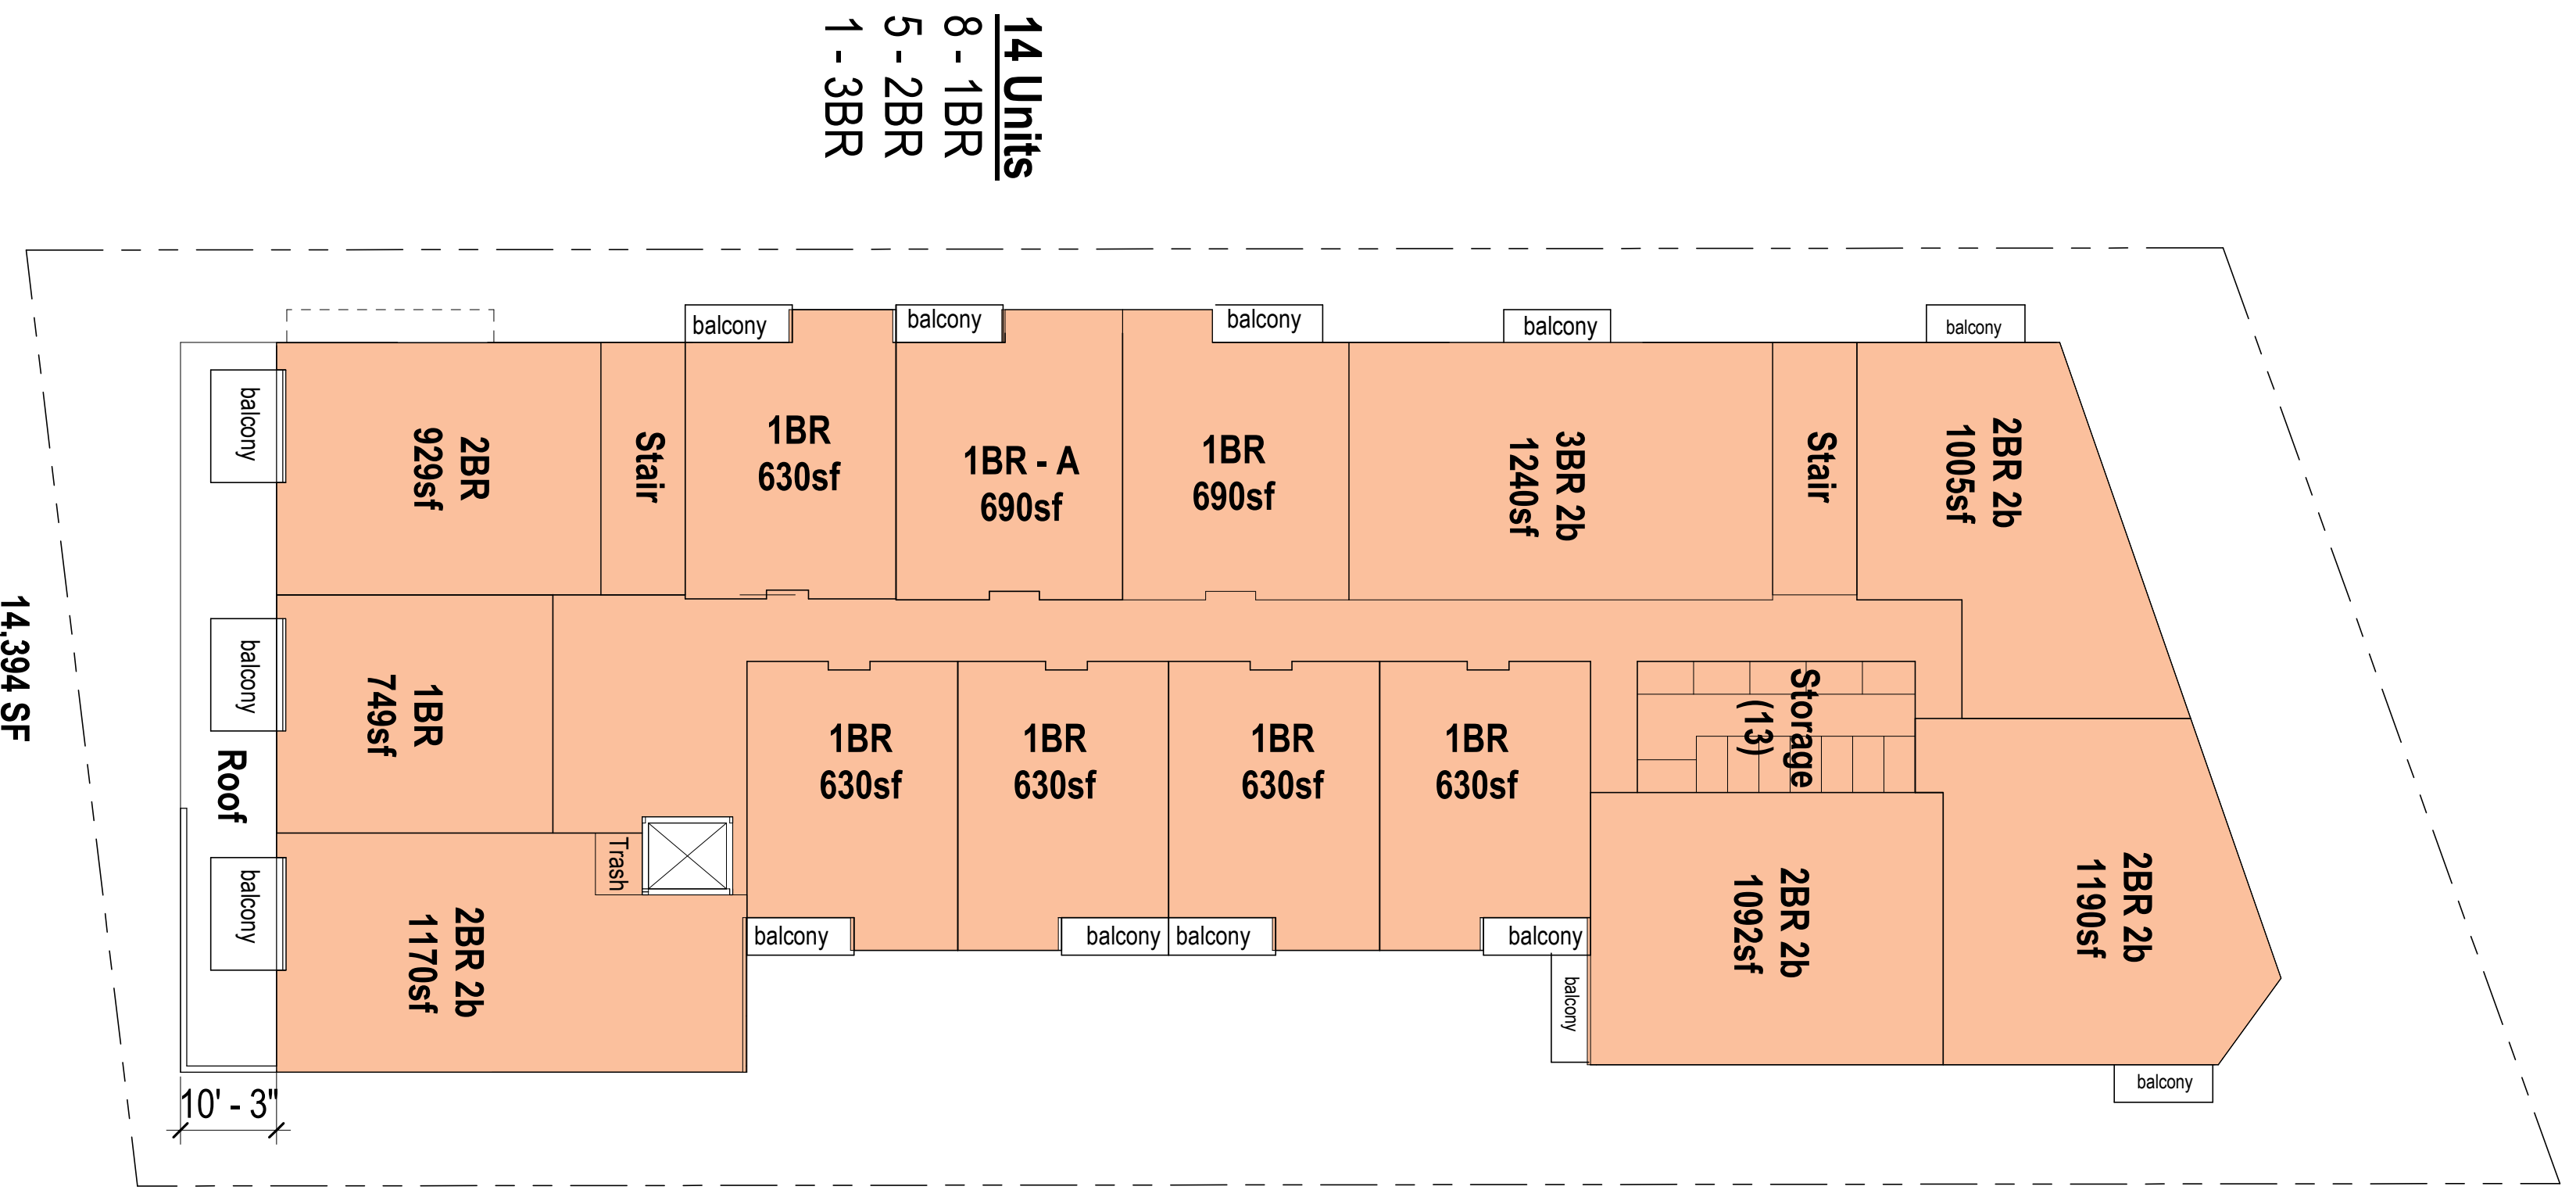 14 Units
8 - 1BR
5 - 2BR
1 - 3BR
balcony
balcony
balcony
balcony
balcony
balcony
2BR
929sf
Stair
1BR
630sf
1BR - A
690sf
1BR
690sf
3BR 2b
1240sf
Stair
2BR 2b
1005sf
14,394 SF
balcony
Roof
1BR
749sf
Storage
(13)
1BR
630sf
1BR
630sf
1BR
630sf
1BR
630sf
Trash
balcony
2BR 2b
1170sf
balcony
balcony
balcony
balcony
balcony
2BR 2b
1092sf
2BR 2b
1190sf
balcony
10' - 3"